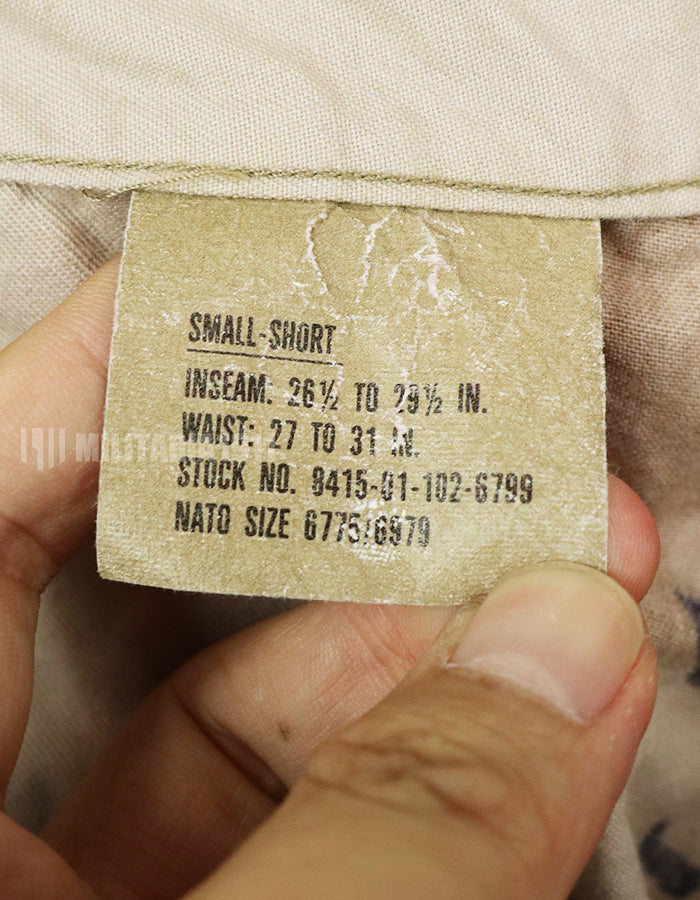 SMALL-SHORT
INSEAM: 26½ TO 29½ IN.
WAIST: 27 TO 31 IN.
STOCK NO. 8415-01-102-6799
NATO SIZE 6775/6979